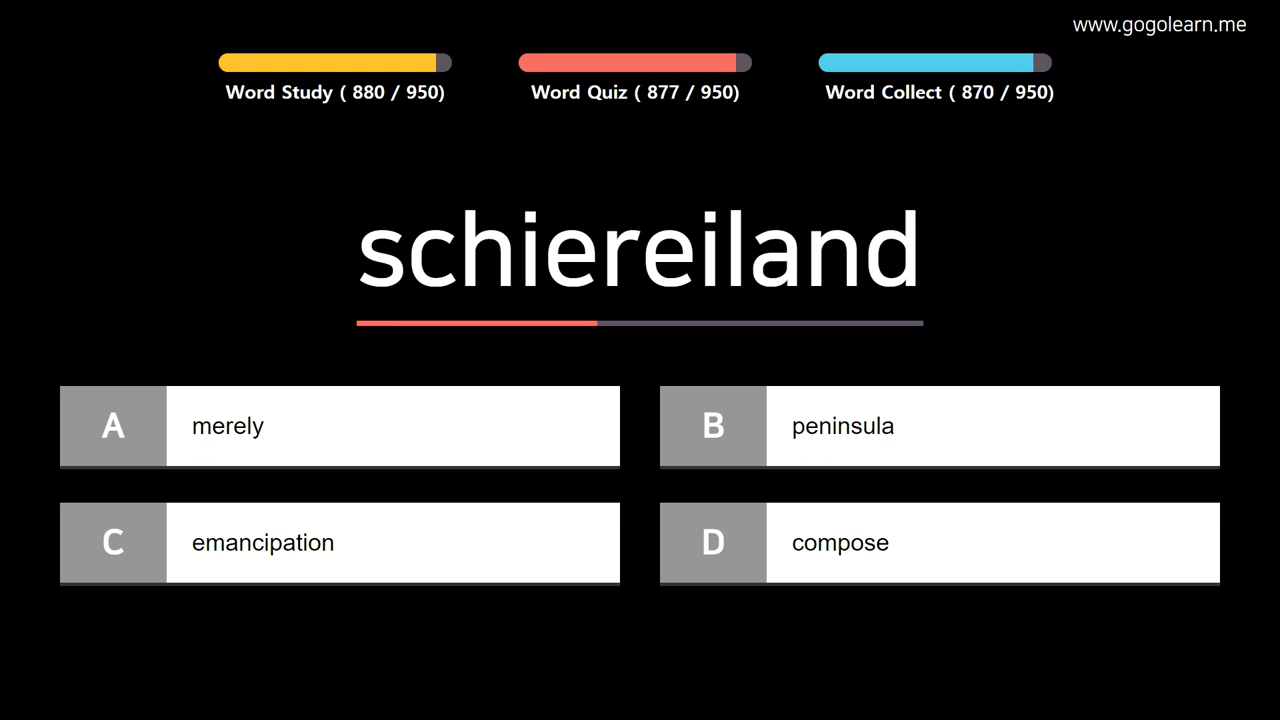 www.gogolearn.me
Word Study ( 880 / 950)
Word Quiz ( 877 / 950)
Word Collect ( 870 / 950)
schiereiland
A merely
B peninsula
C emancipation
D compose